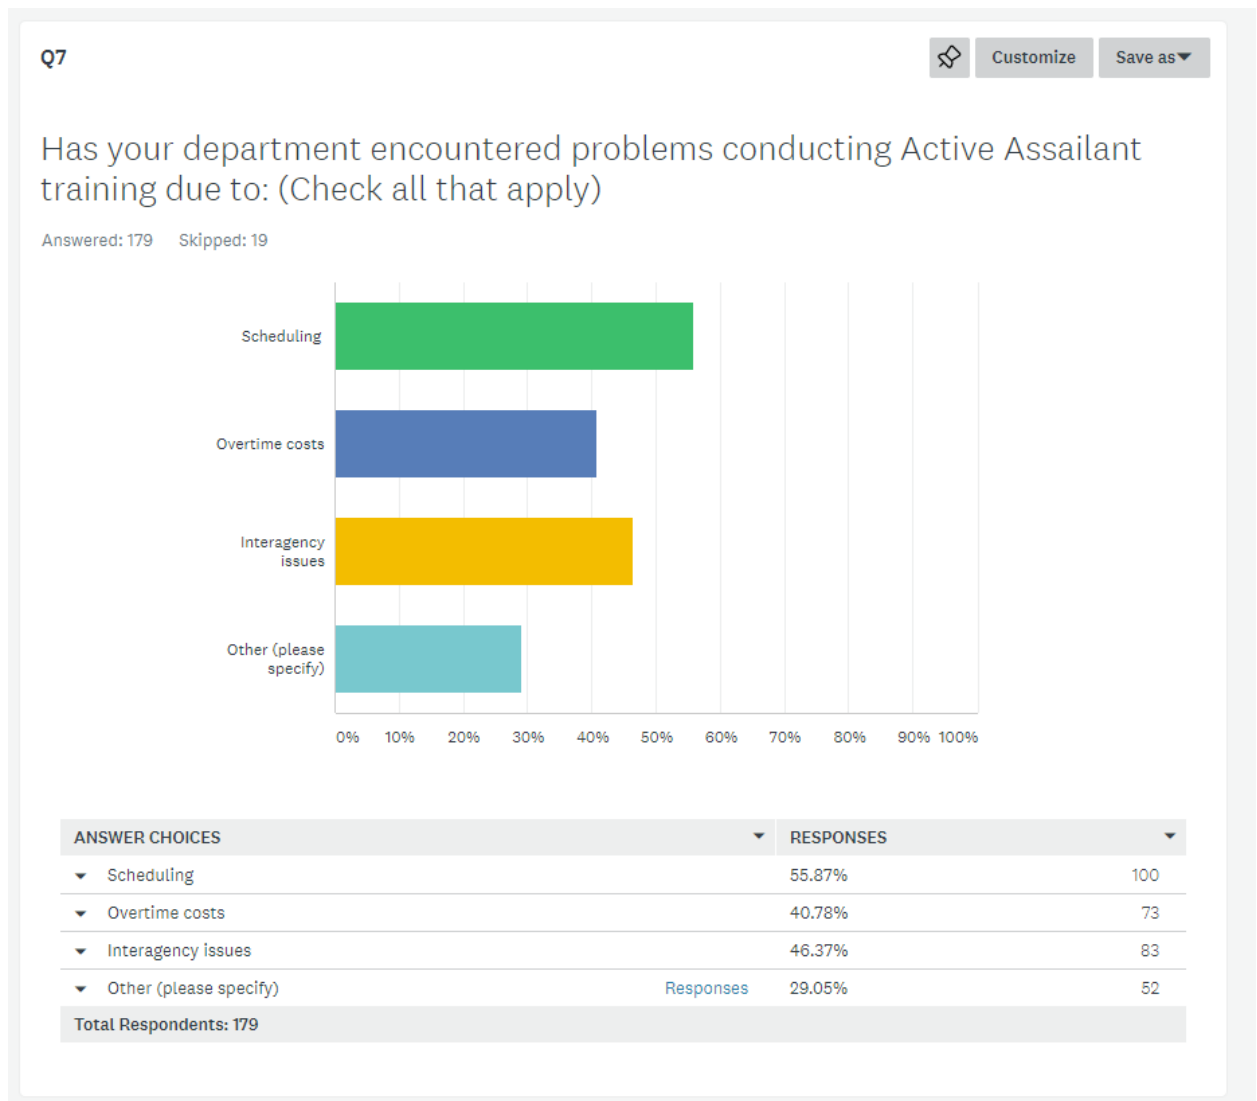 Q7
Customize
Save as
Has your department encountered problems conducting Active Assailant
training due to: (Check all that apply)
Answered: 179 Skipped: 19
Scheduling
Overtime costs
Interagency
issues
Other (please
specify)
0% 10% 20% 30% 40% 50% 60% 70% 80% 90% 100%
ANSWER CHOICES RESPONSES
Scheduling 55.87% 100
Overtime costs 40.78% 73
Interagency issues 46.37% 83
Other (please specify) Responses 29.05% 52
Total Respondents: 179